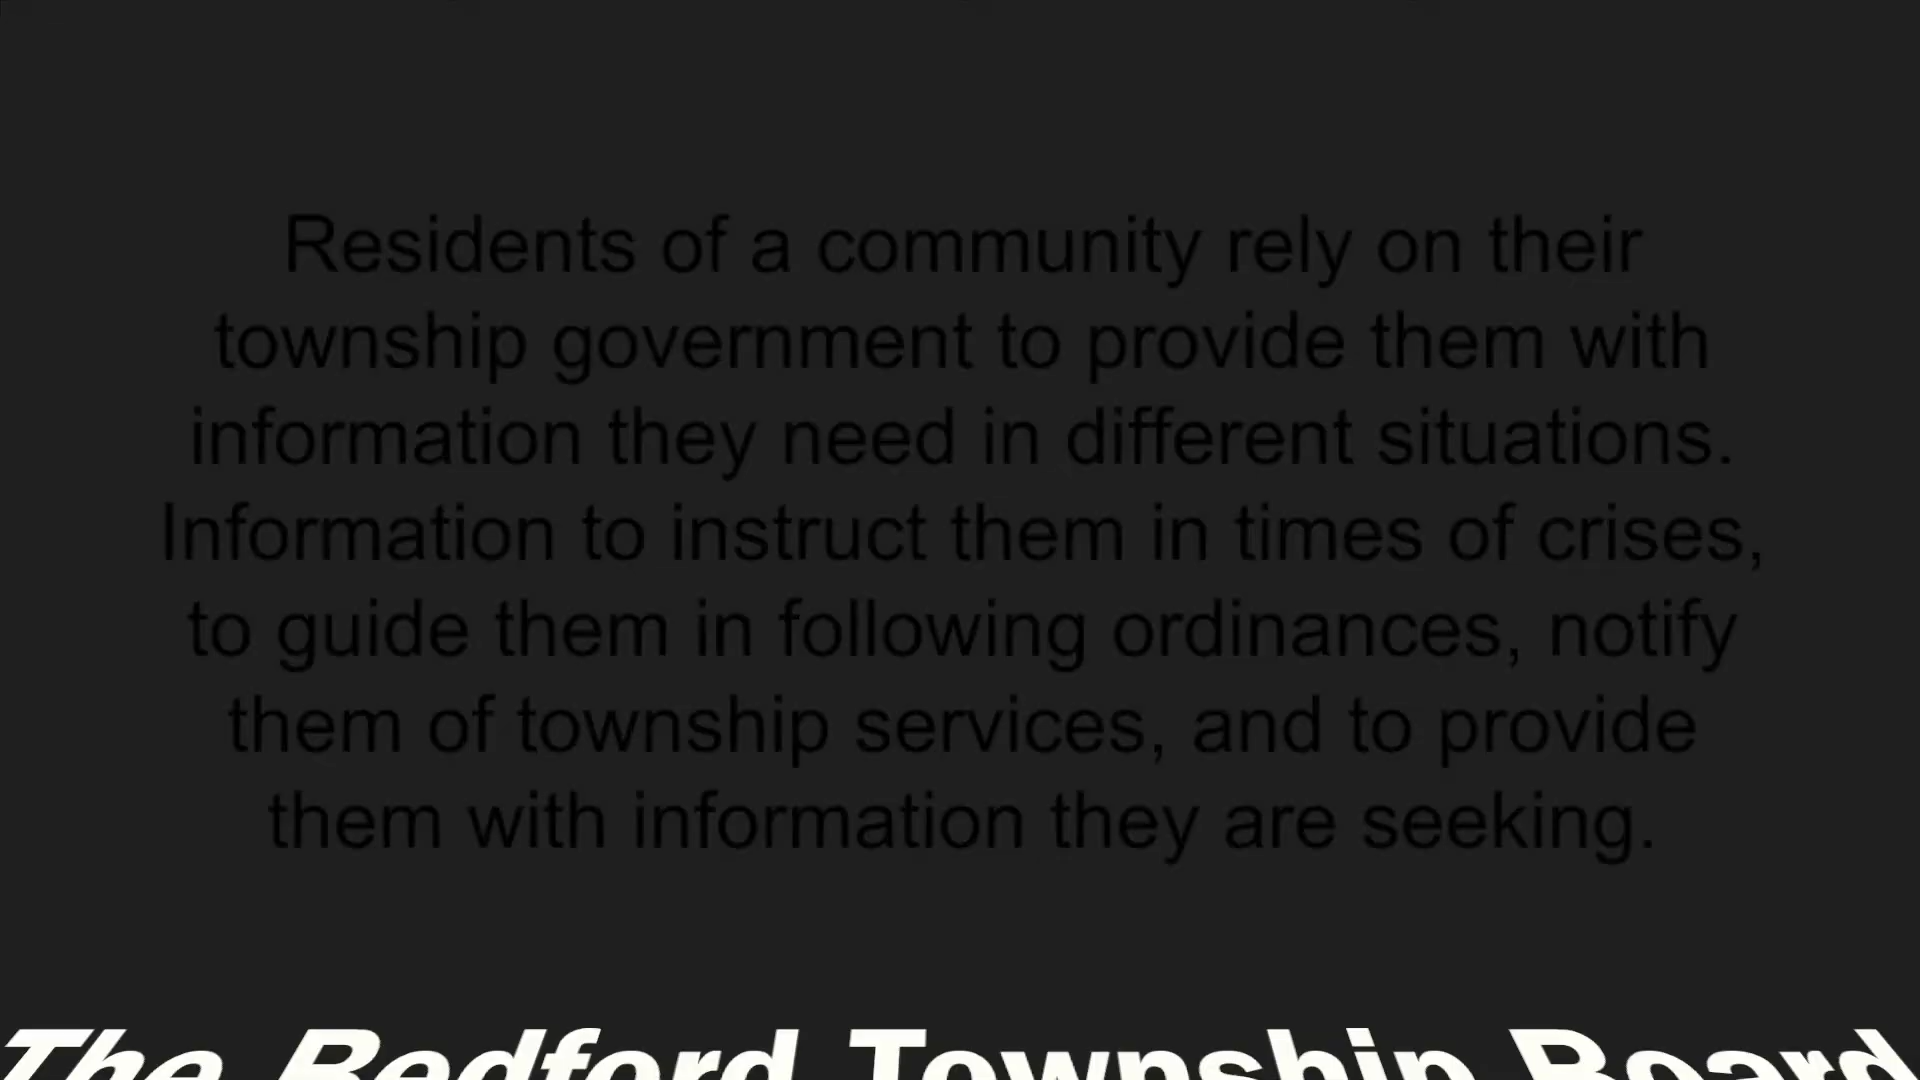 Residents of a community rely on their
township government to provide them with
information they need in different situations.
Information to instruct them in times of crises,
to guide them in following ordinances, notify
them of township services, and to provide
them with information they are seeking.
The Bedford Township Board